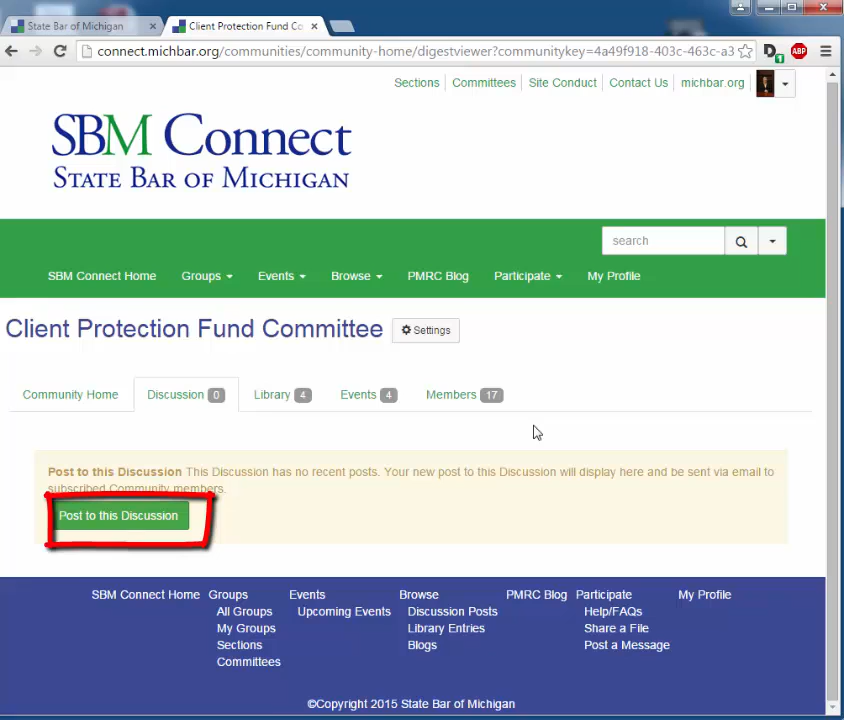 State Bar of Michigan
Client Protection Fund Co
connect.michbar.org/communities/community-home/digestviewer?communitykey=4a49f918-403c-463c-a3
D 1 ABP
Sections Committees Site Conduct Contact Us michbar.org
SBM Connect
STATE BAR OF MICHIGAN
search
SBM Connect Home Groups Events Browse PMRC Blog Participate My Profile
Client Protection Fund Committee Settings
Community Home Discussion 0 Library 4 Events 4 Members 17
Post to this Discussion This Discussion has no recent posts. Your new post to this Discussion will display here and be sent via email to
subscribed Community members.
Post to this Discussion
SBM Connect Home Groups Events Browse PMRC Blog Participate My Profile
All Groups Upcoming Events Discussion Posts Help/FAQs
My Groups Library Entries Share a File
Sections Blogs Post a Message
Committees
©Copyright 2015 State Bar of Michigan